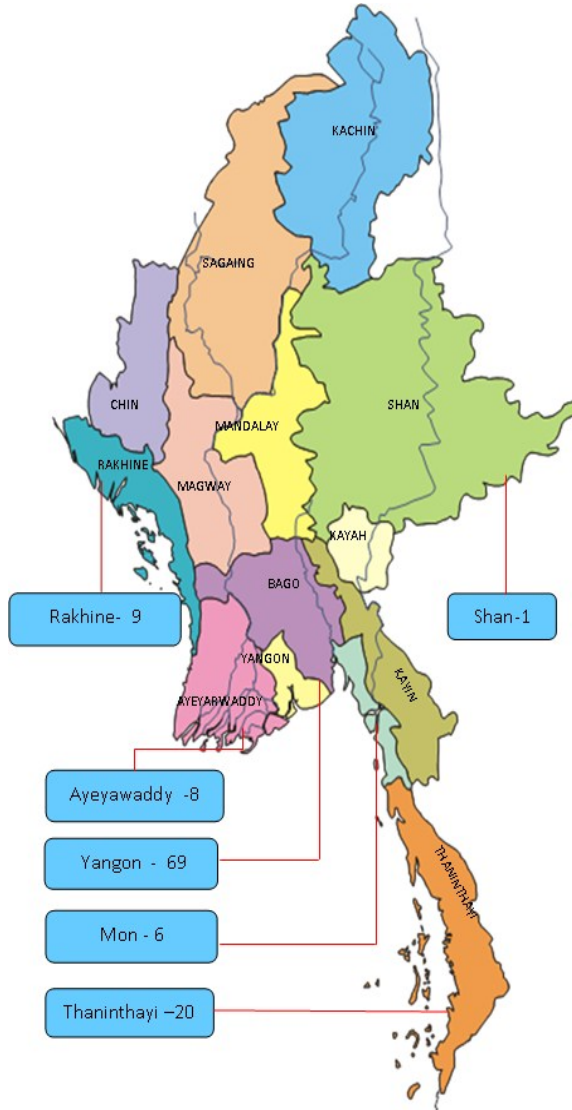 KACHIN
SAGAING
SHAN
CHIN
MANDALAY
RAKHINE
MAGWAY
KAYAH
BAGO
Rakhine- 9
Shan-1
YANGON
KAYIN
AYEYARWADDY
Ayeyawaddy -8
Yangon - 69
THANINTHAYI
Mon - 6
Thaninthayi –20